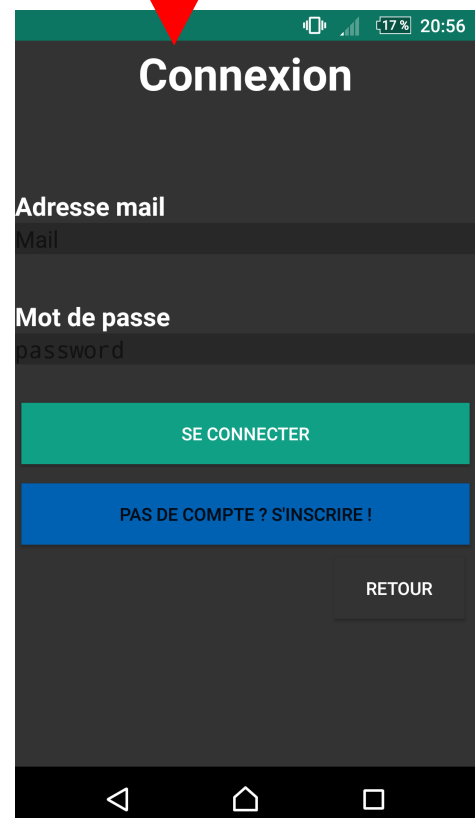 17% 20:56
Connexion
Adresse mail
Mail
Mot de passe
password
SE CONNECTER
PAS DE COMPTE ? S'INSCRIRE !
RETOUR